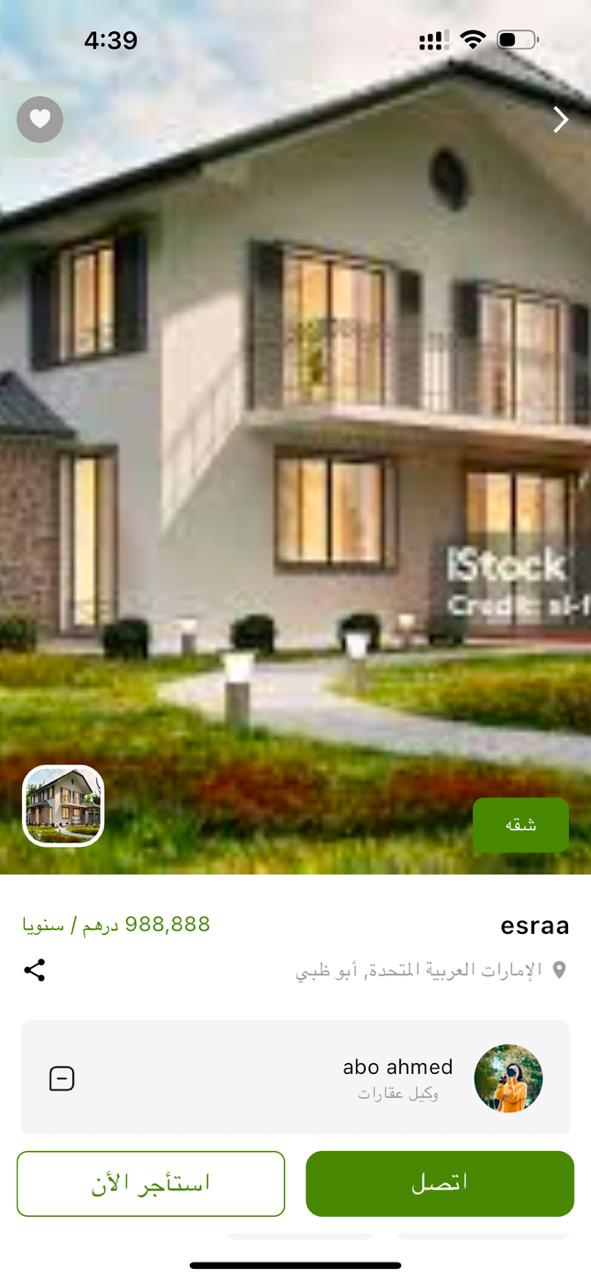 4:39
iStock
Credit:
شقه
esraa
988,888 درهم / سنويا
الإمارات العربية المتحدة, أبو ظبي
abo ahmed
وكيل عقارات
اتصل
استأجر الأن